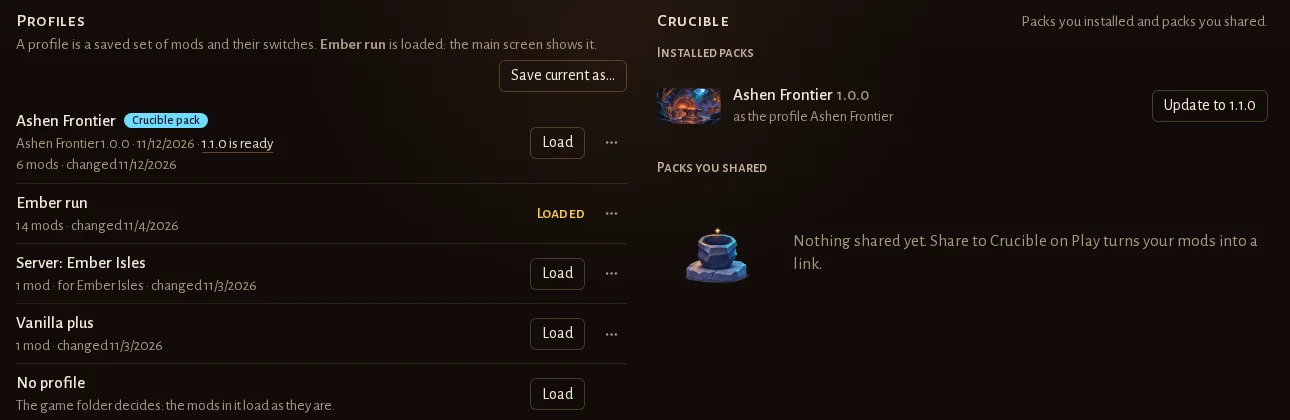 Profiles
A profile is a saved set of mods and their switches. Ember run is loaded: the main screen shows it.
Save current as...
Ashen Frontier Crucible pack
Ashen Frontier 1.0.0 · 11/12/2026 · 1.1.0 is ready
6 mods · changed 11/12/2026
Load ...
Ember run
14 mods · changed 11/4/2026
Loaded ...
Server: Ember Isles
1 mod · for Ember Isles · changed 11/3/2026
Load ...
Vanilla plus
1 mod · changed 11/3/2026
Load ...
No profile
The game folder decides: the mods in it load as they are.
Load
Crucible
Packs you installed and packs you shared.
Installed packs
Ashen Frontier 1.0.0
as the profile Ashen Frontier
Update to 1.1.0
Packs you shared
Nothing shared yet. Share to Crucible on Play turns your mods into a
link.